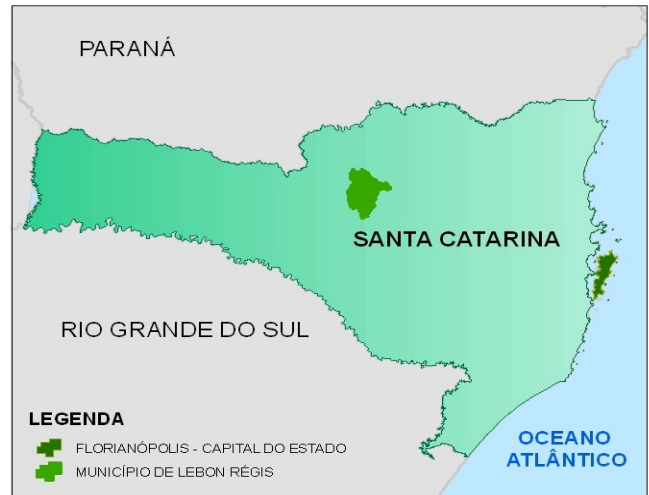 PARANÁ
SANTA CATARINA
RIO GRANDE DO SUL
LEGENDA
FLORIANÓPOLIS - CAPITAL DO ESTADO
MUNICÍPIO DE LEBON RÉGIS
OCEANO
ATLÂNTICO